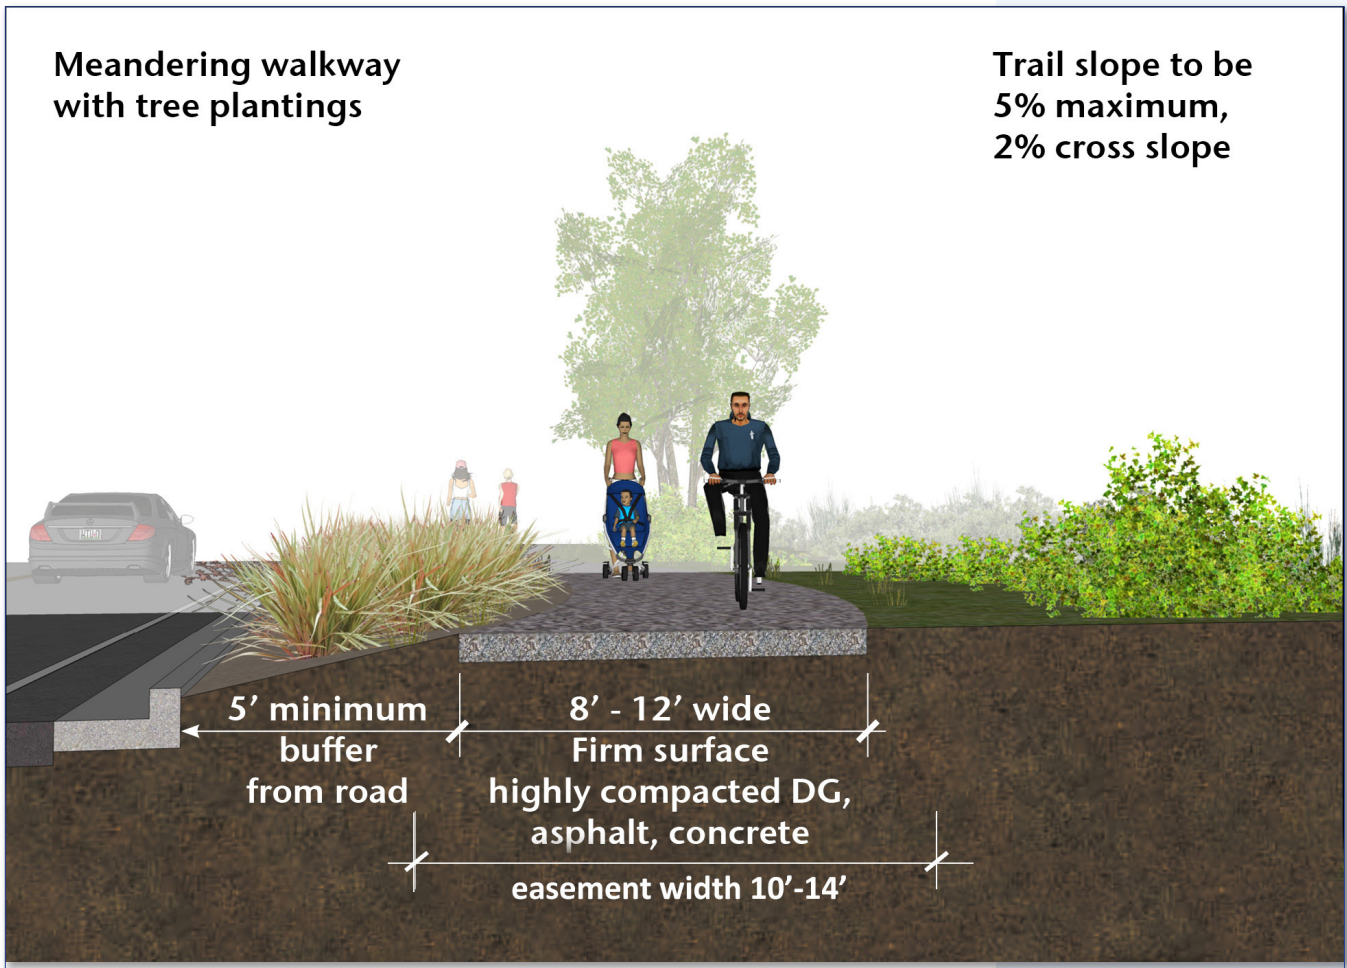 Meandering walkway
with tree plantings
Trail slope to be
5% maximum,
2% cross slope
5’ minimum
buffer
from road
8’ - 12’ wide
Firm surface
highly compacted DG,
asphalt, concrete
easement width 10’-14’